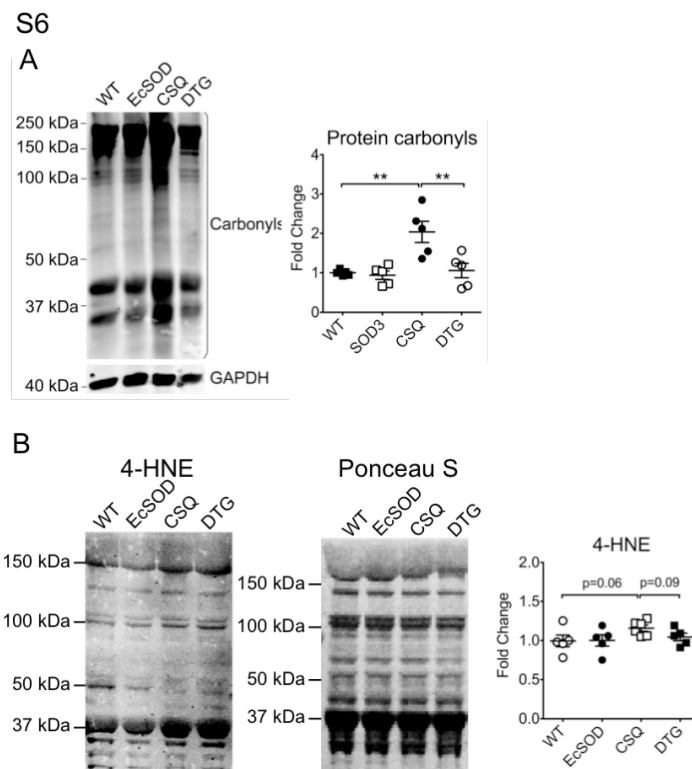 S6
A
WT EcSOD CSQ DTG
250 kDa
150 kDa
100 kDa
50 kDa
37 kDa
Carbonyls
40 kDa
GAPDH
Protein carbonyls
Fold Change
4
3
2
1
0
** **
WT SOD3 CSQ DTG
B
4-HNE
WT EcSOD CSQ DTG
150 kDa
100 kDa
50 kDa
37 kDa
Ponceau S
WT EcSOD CSQ DTG
150 kDa
100 kDa
50 kDa
37 kDa
4-HNE
Fold Change
2.0
1.5
1.0
0.5
0.0
p=0.06 p=0.09
WT EcSOD CSQ DTG